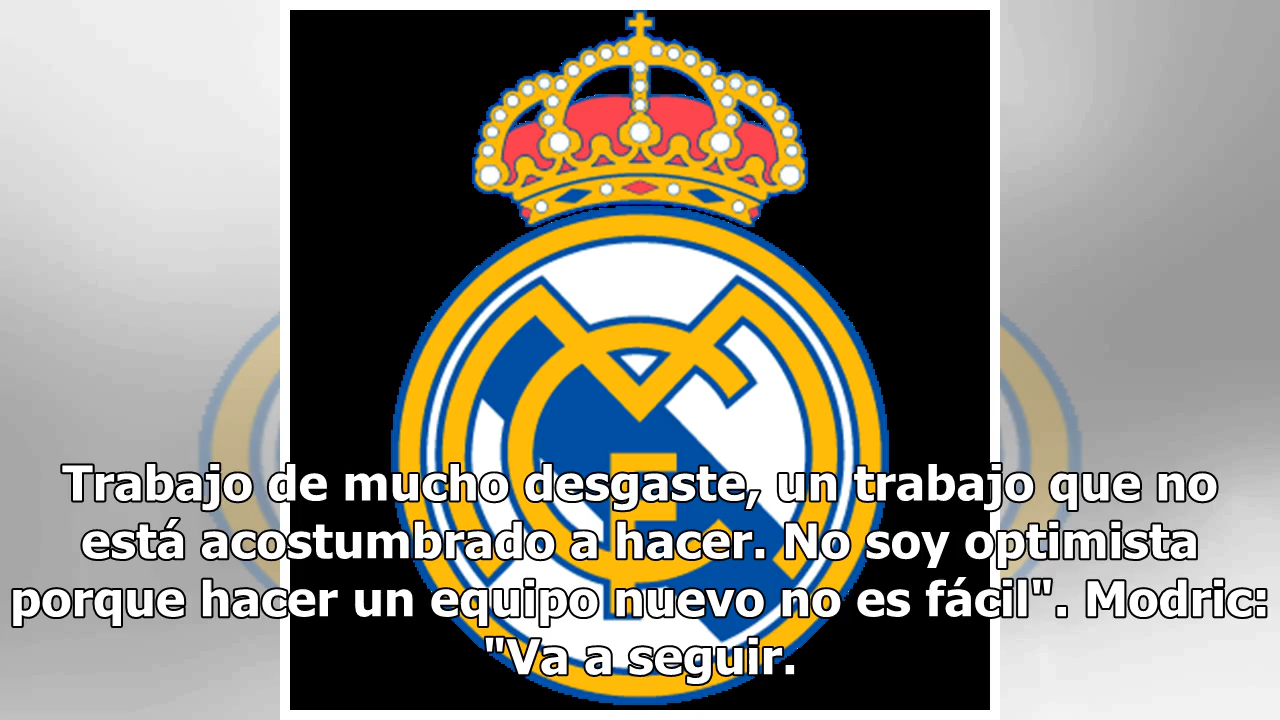 Trabajo de mucho desgaste, un trabajo que no
está acostumbrado a hacer. No soy optimista
porque hacer un equipo nuevo no es fácil". Modric:
"Va a seguir.